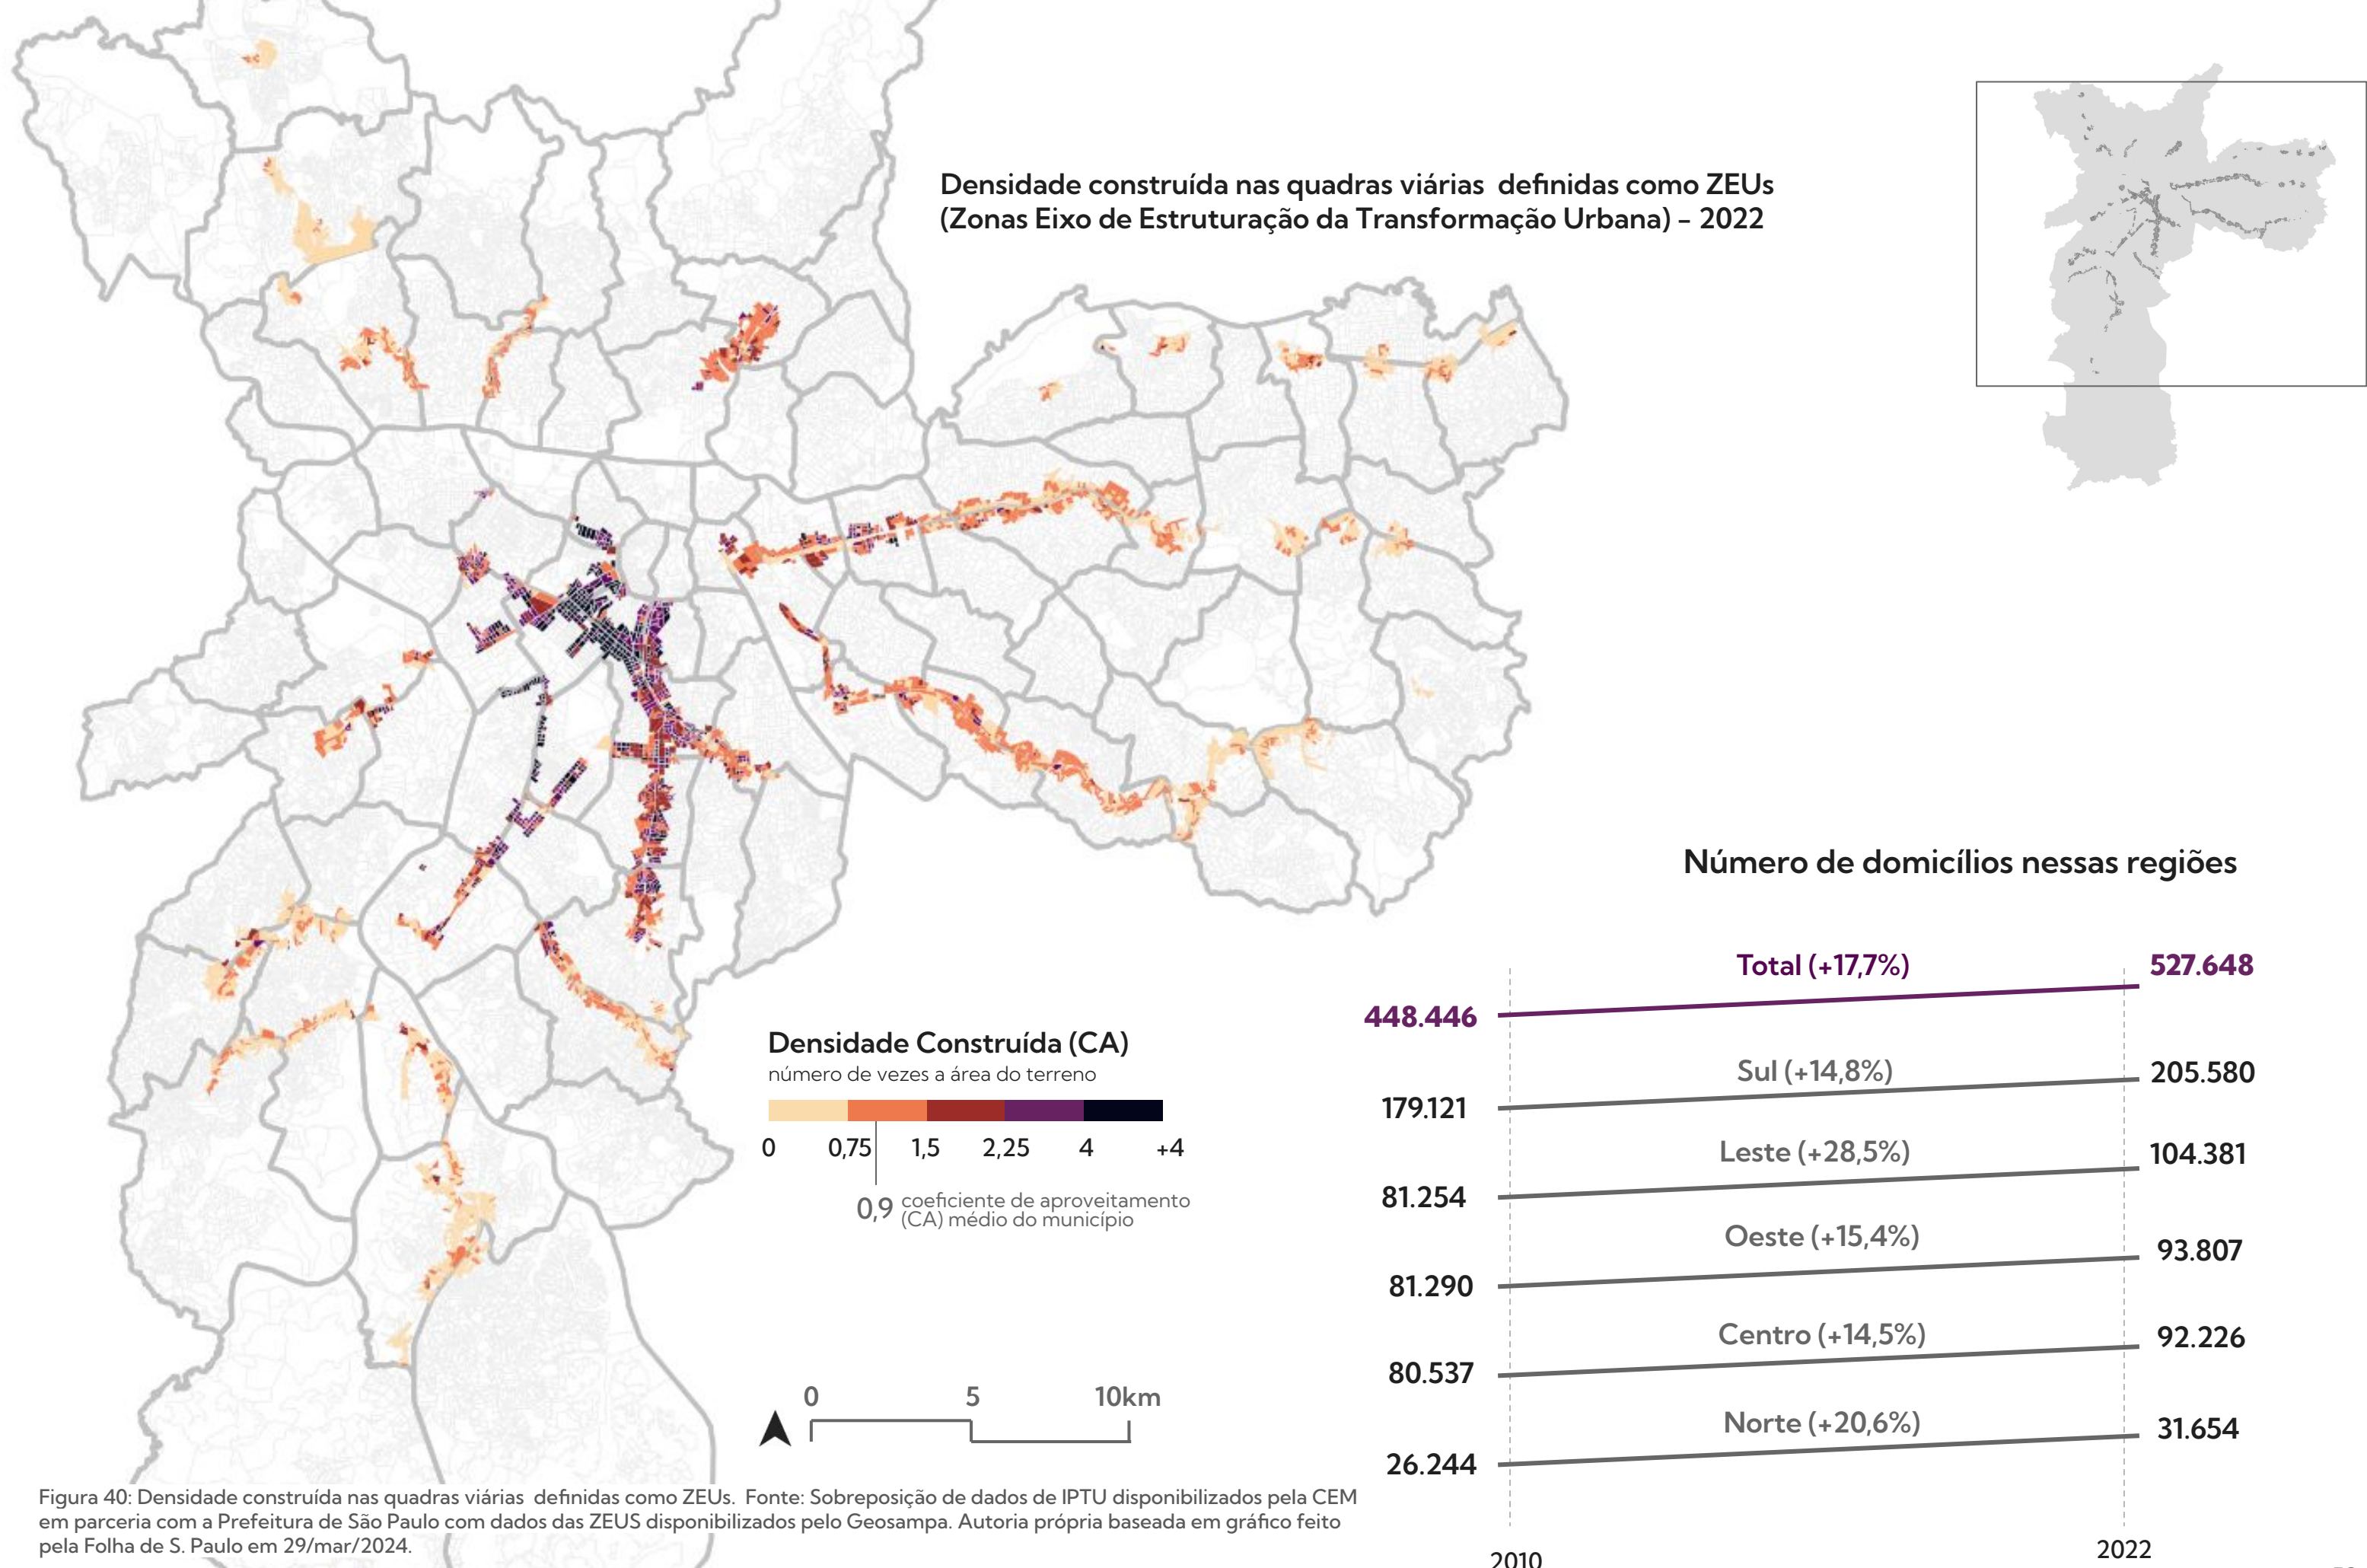 Densidade construída nas quadras viárias definidas como ZEUs
(Zonas Eixo de Estruturação da Transformação Urbana) - 2022
Número de domicílios nessas regiões
Total (+17,7%)
448.446
527.648
Sul (+14,8%)
179.121
205.580
Leste (+28,5%)
81.254
104.381
Oeste (+15,4%)
81.290
93.807
Centro (+14,5%)
80.537
92.226
Norte (+20,6%)
26.244
31.654
2010
2022
Densidade Construída (CA)
número de vezes a área do terreno
0 0,75 1,5 2,25 4 +4
0,9 coeficiente de aproveitamento
(CA) médio do município
0 5 10km
Figura 40: Densidade construída nas quadras viárias definidas como ZEUs. Fonte: Sobreposição de dados de IPTU disponibilizados pela CEM
em parceria com a Prefeitura de São Paulo com dados das ZEUS disponibilizados pelo Geosampa. Autoria própria baseada em gráfico feito
pela Folha de S. Paulo em 29/mar/2024.